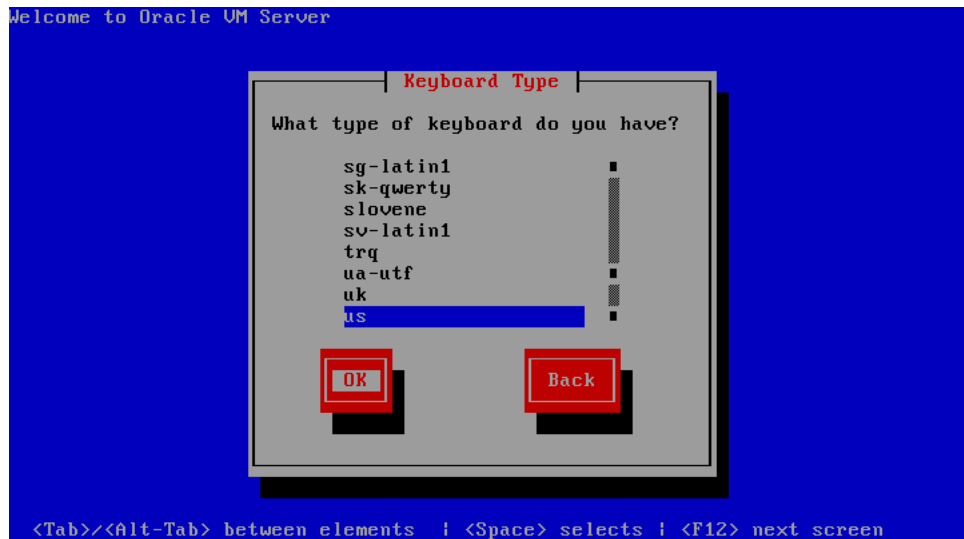 Welcome to Oracle VM Server
Keyboard Type
What type of keyboard do you have?
sg-latin1
sk-qwerty
slovene
sv-latin1
trq
ua-utf
uk
us
OK
Back
<Tab>/<Alt-Tab> between elements | <Space> selects | <F12> next screen